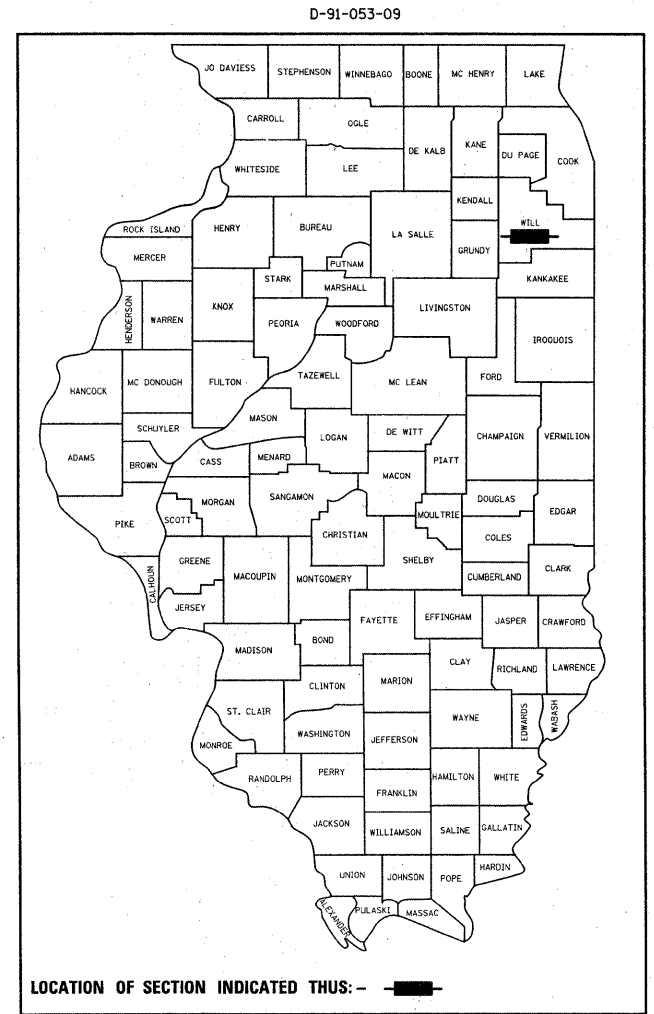 D-91-053-09
JO DAVIESS STEPHENSON WINNEBAGO BOONE MC HENRY LAKE
CARROLL OGLE DE KALB KANE DU PAGE COOK
WHITESIDE LEE
KENDALL
ROCK ISLAND HENRY BUREAU LA SALLE GRUNDY WILL
MERCER PUTNAM
STARK MARSHALL KANKAKEE
HENDERSON WARREN KNOX PEORIA WOODFORD LIVINGSTON IROQUOIS
HANCOCK MC DONOUGH FULTON TAZEWELL MC LEAN FORD
MASON
SCHUYLER LOGAN DE WITT CHAMPAIGN VERMILION
ADAMS BROWN CASS MENARD MACON PIATT
MORGAN SANGAMON DOUGLAS EDGAR
PIKE SCOTT CHRISTIAN MOULTRIE COLES
GREENE MACOUPIN MONTGOMERY SHELBY CUMBERLAND CLARK
CALHOUN JERSEY
FAYETTE EFFINGHAM JASPER CRAWFORD
MADISON BOND CLAY RICHLAND LAWRENCE
CLINTON MARION
ST. CLAIR WAYNE EDWARDS WABASH
WASHINGTON JEFFERSON
MONROE
RANDOLPH PERRY HAMILTON WHITE
FRANKLIN
JACKSON WILLIAMSON SALINE GALLATIN
UNION JOHNSON POPE HARDIN
ALEXANDER PULASKI MASSAC
LOCATION OF SECTION INDICATED THUS: -